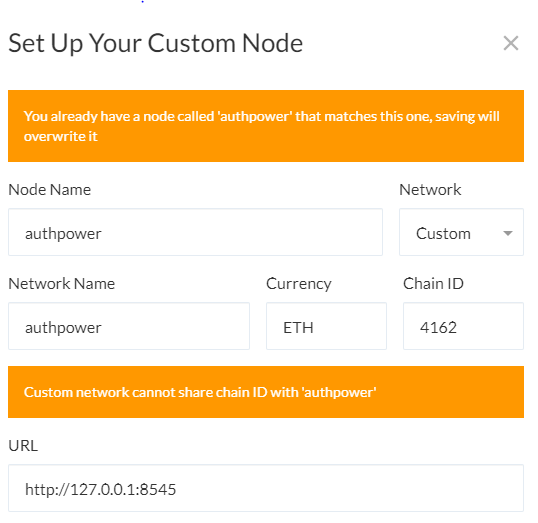 Set Up Your Custom Node
You already have a node called 'authpower' that matches this one, saving will
overwrite it
Node Name
Network
authpower
Custom
Network Name
Currency
Chain ID
authpower
ETH
4162
Custom network cannot share chain ID with 'authpower'
URL
http://127.0.0.1:8545